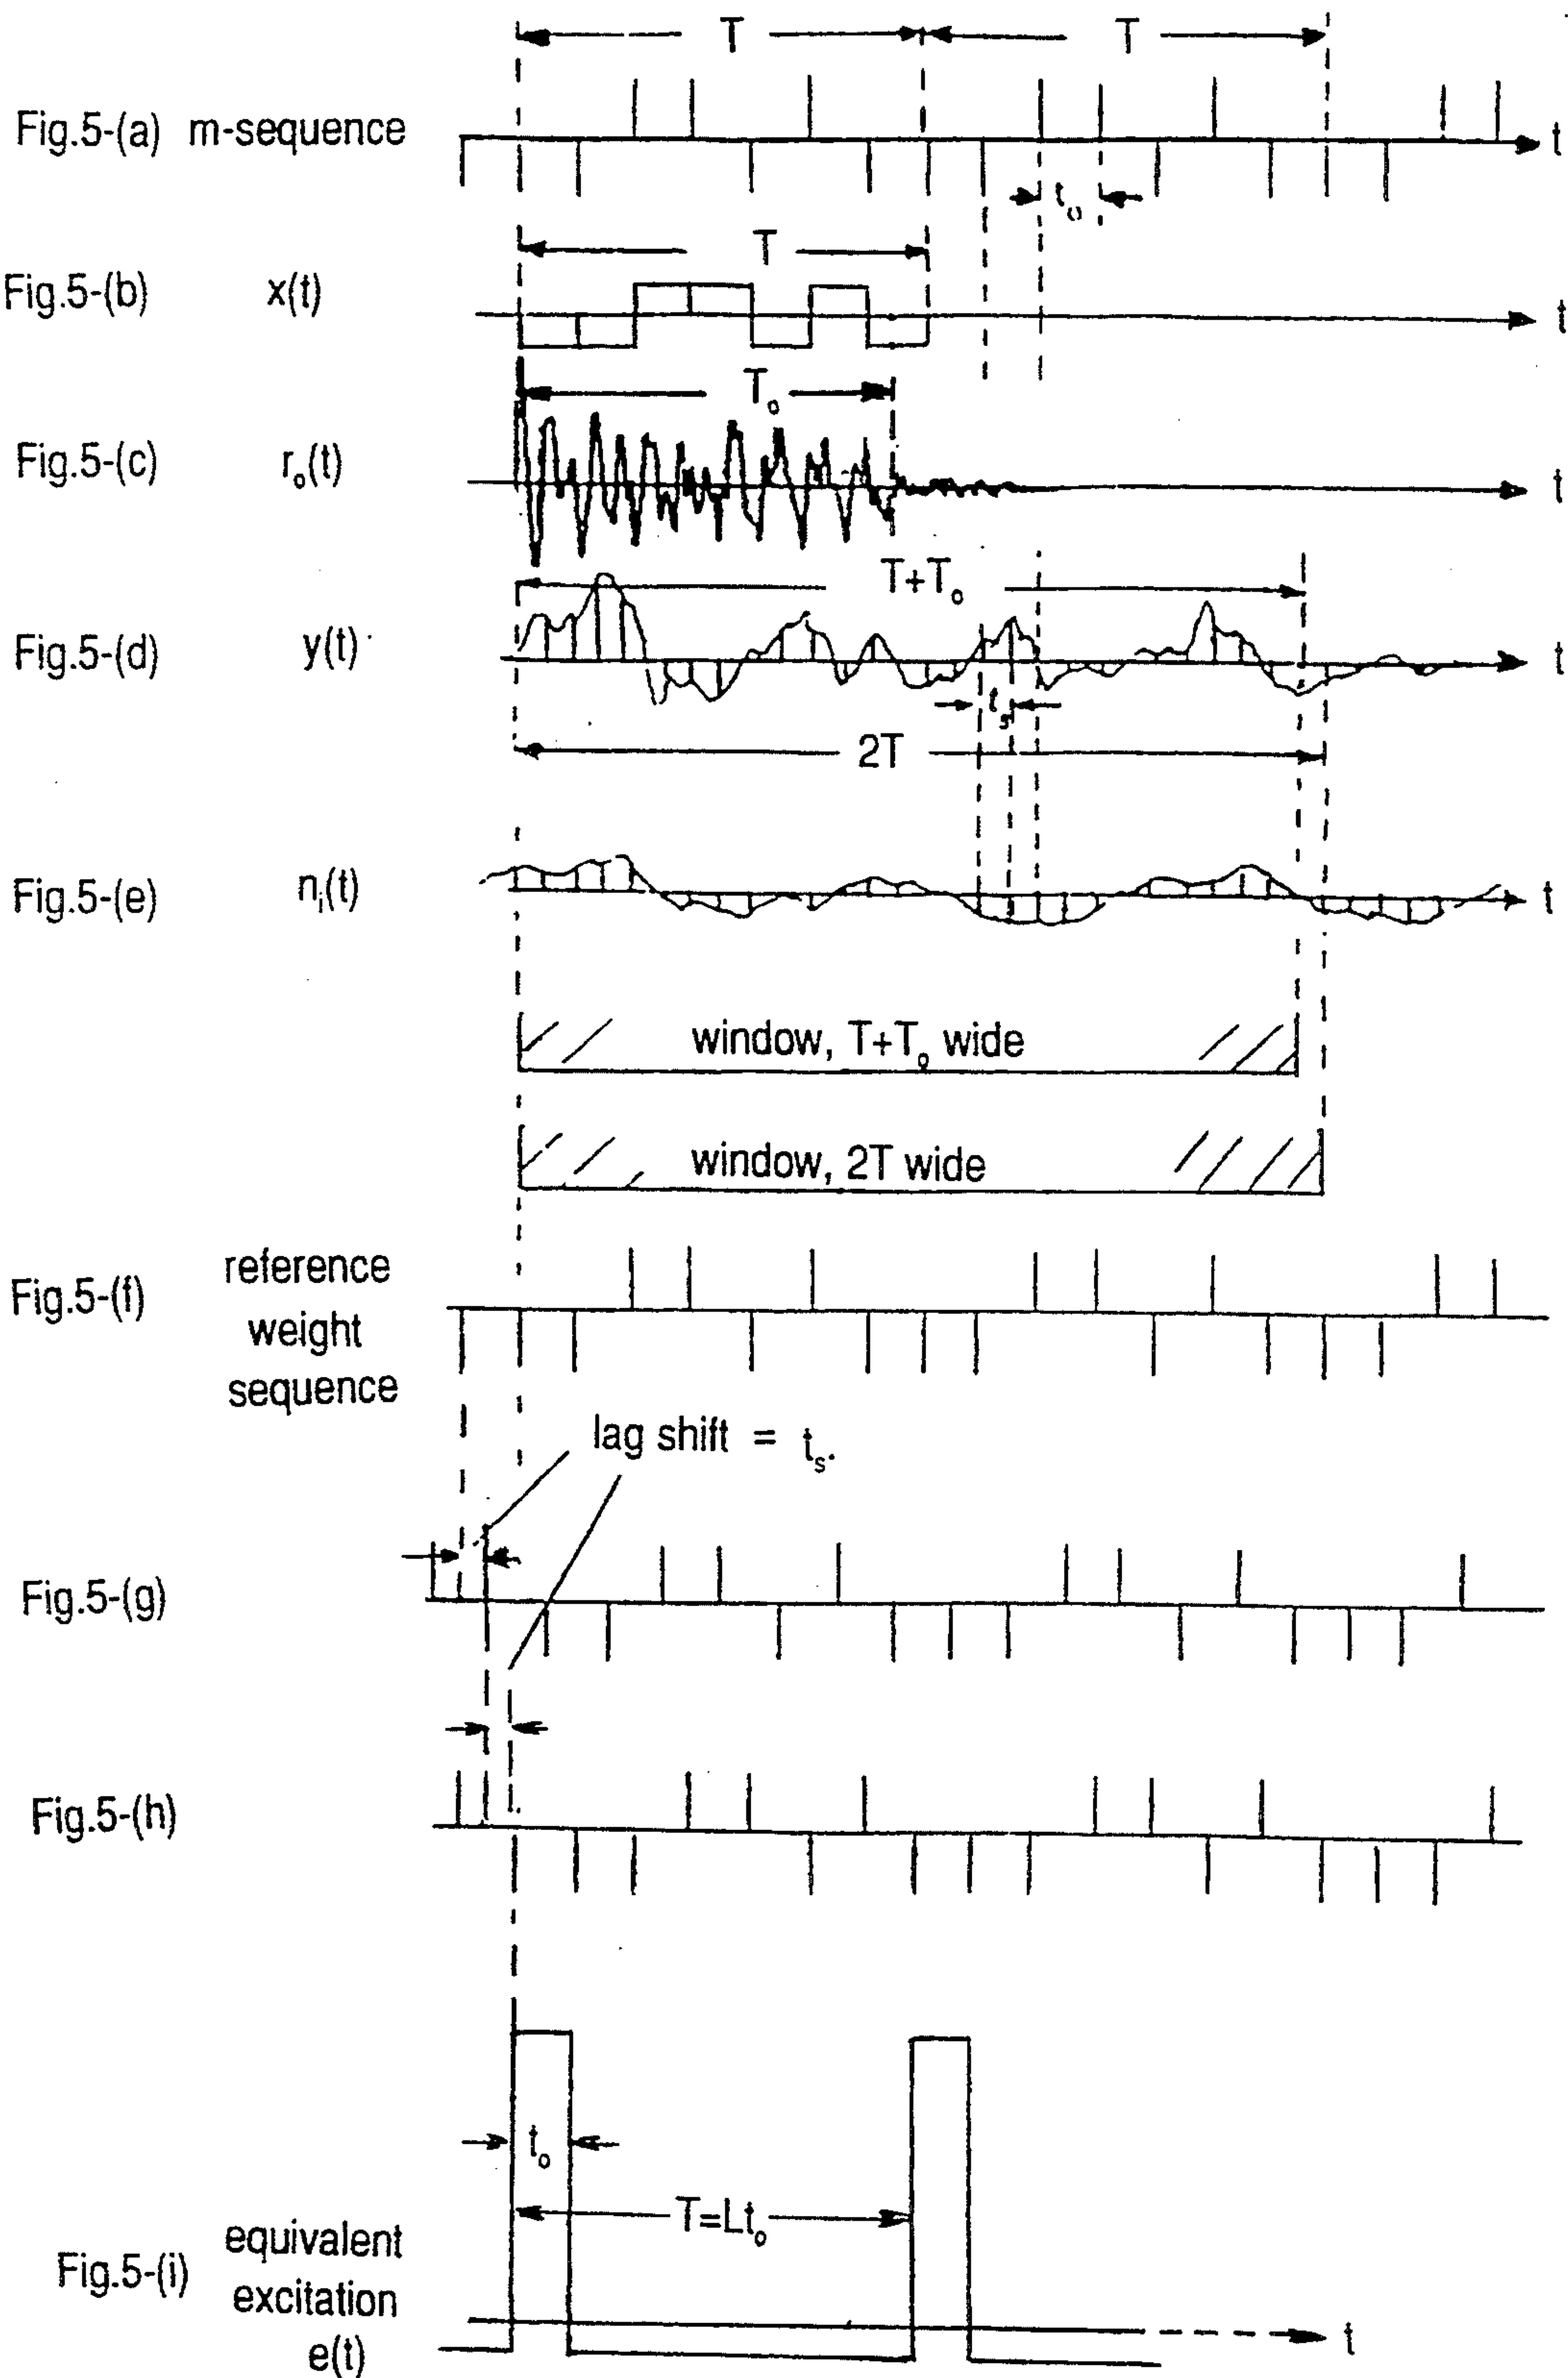 T T
Fig.5-(a) m-sequence t
t₀
T
Fig.5-(b) x(t) t
T₀
Fig.5-(c) r₀(t) t
T+T₀
Fig.5-(d) y(t) t
tₛ
2T
Fig.5-(e) nᵢ(t) t
window, T+T₀ wide
window, 2T wide
Fig.5-(f) reference
weight
sequence
lag shift = tₛ.
Fig.5-(g)
Fig.5-(h)
t₀
T=Lt₀
Fig.5-(i) equivalent
excitation
e(t) t